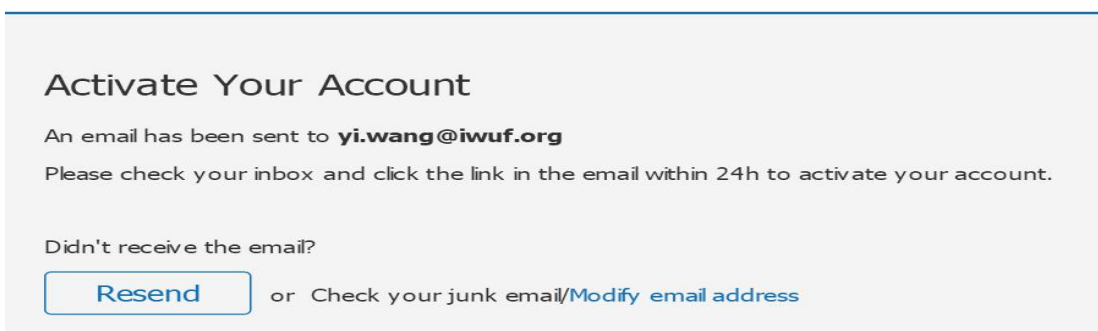 Activate Your Account
An email has been sent to yi.wang@iwuf.org
Please check your inbox and click the link in the email within 24h to activate your account.
Didn't receive the email?
Resend or Check your junk email/Modify email address